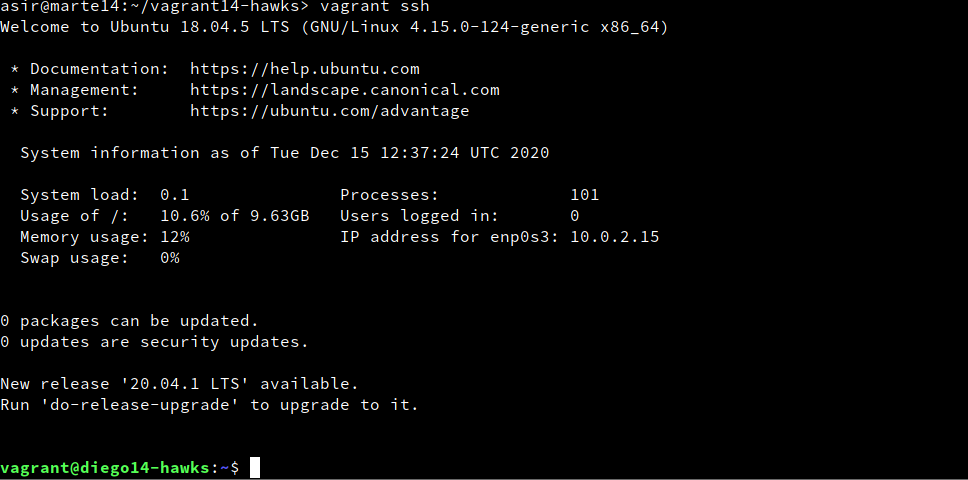 asir@marte14:~/vagrant14-hawks> vagrant ssh
Welcome to Ubuntu 18.04.5 LTS (GNU/Linux 4.15.0-124-generic x86_64)

 * Documentation:  https://help.ubuntu.com
 * Management:     https://landscape.canonical.com
 * Support:        https://ubuntu.com/advantage

  System information as of Tue Dec 15 12:37:24 UTC 2020

  System load:  0.1               Processes:             101
  Usage of /:   10.6% of 9.63GB   Users logged in:       0
  Memory usage: 12%               IP address for enp0s3: 10.0.2.15
  Swap usage:   0%


0 packages can be updated.
0 updates are security updates.

New release '20.04.1 LTS' available.
Run 'do-release-upgrade' to upgrade to it.


vagrant@diego14-hawks:~$